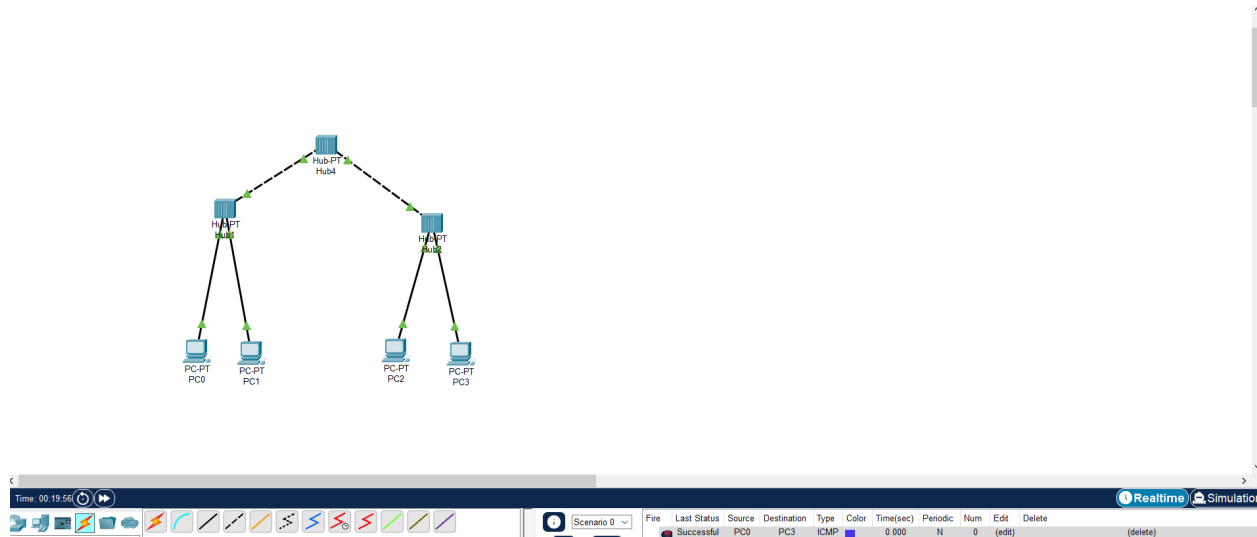 Hub-PT
Hub4
Hub-PT
Hub1
Hub-PT
Hub2
PC-PT
PC0
PC-PT
PC1
PC-PT
PC2
PC-PT
PC3
Time: 00:19:56
Realtime
Simulation
Scenario 0
Fire Last Status Source Destination Type Color Time(sec) Periodic Num Edit Delete
Successful PC0 PC3 ICMP 0.000 N 0 (edit) (delete)